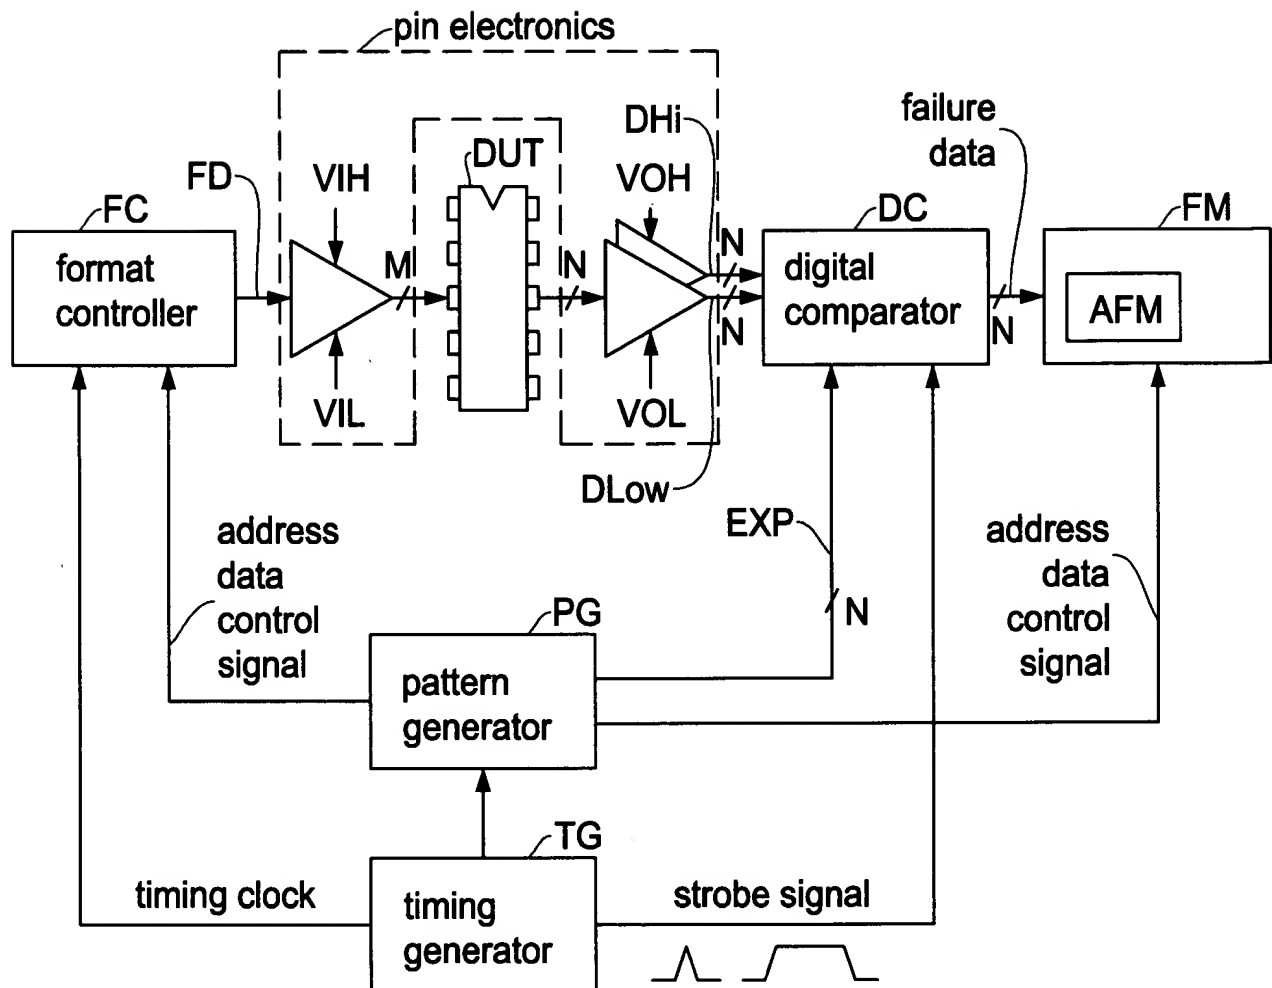 pin electronics
DHi
failure
data
FD
VIH
DUT
VOH
FC
DC
FM
format
controller
M
N
N
N
digital
comparator
N
AFM
VIL
VOL
DLow
EXP
address
data
control
signal
address
data
control
signal
N
PG
pattern
generator
TG
timing clock
timing
generator
strobe signal